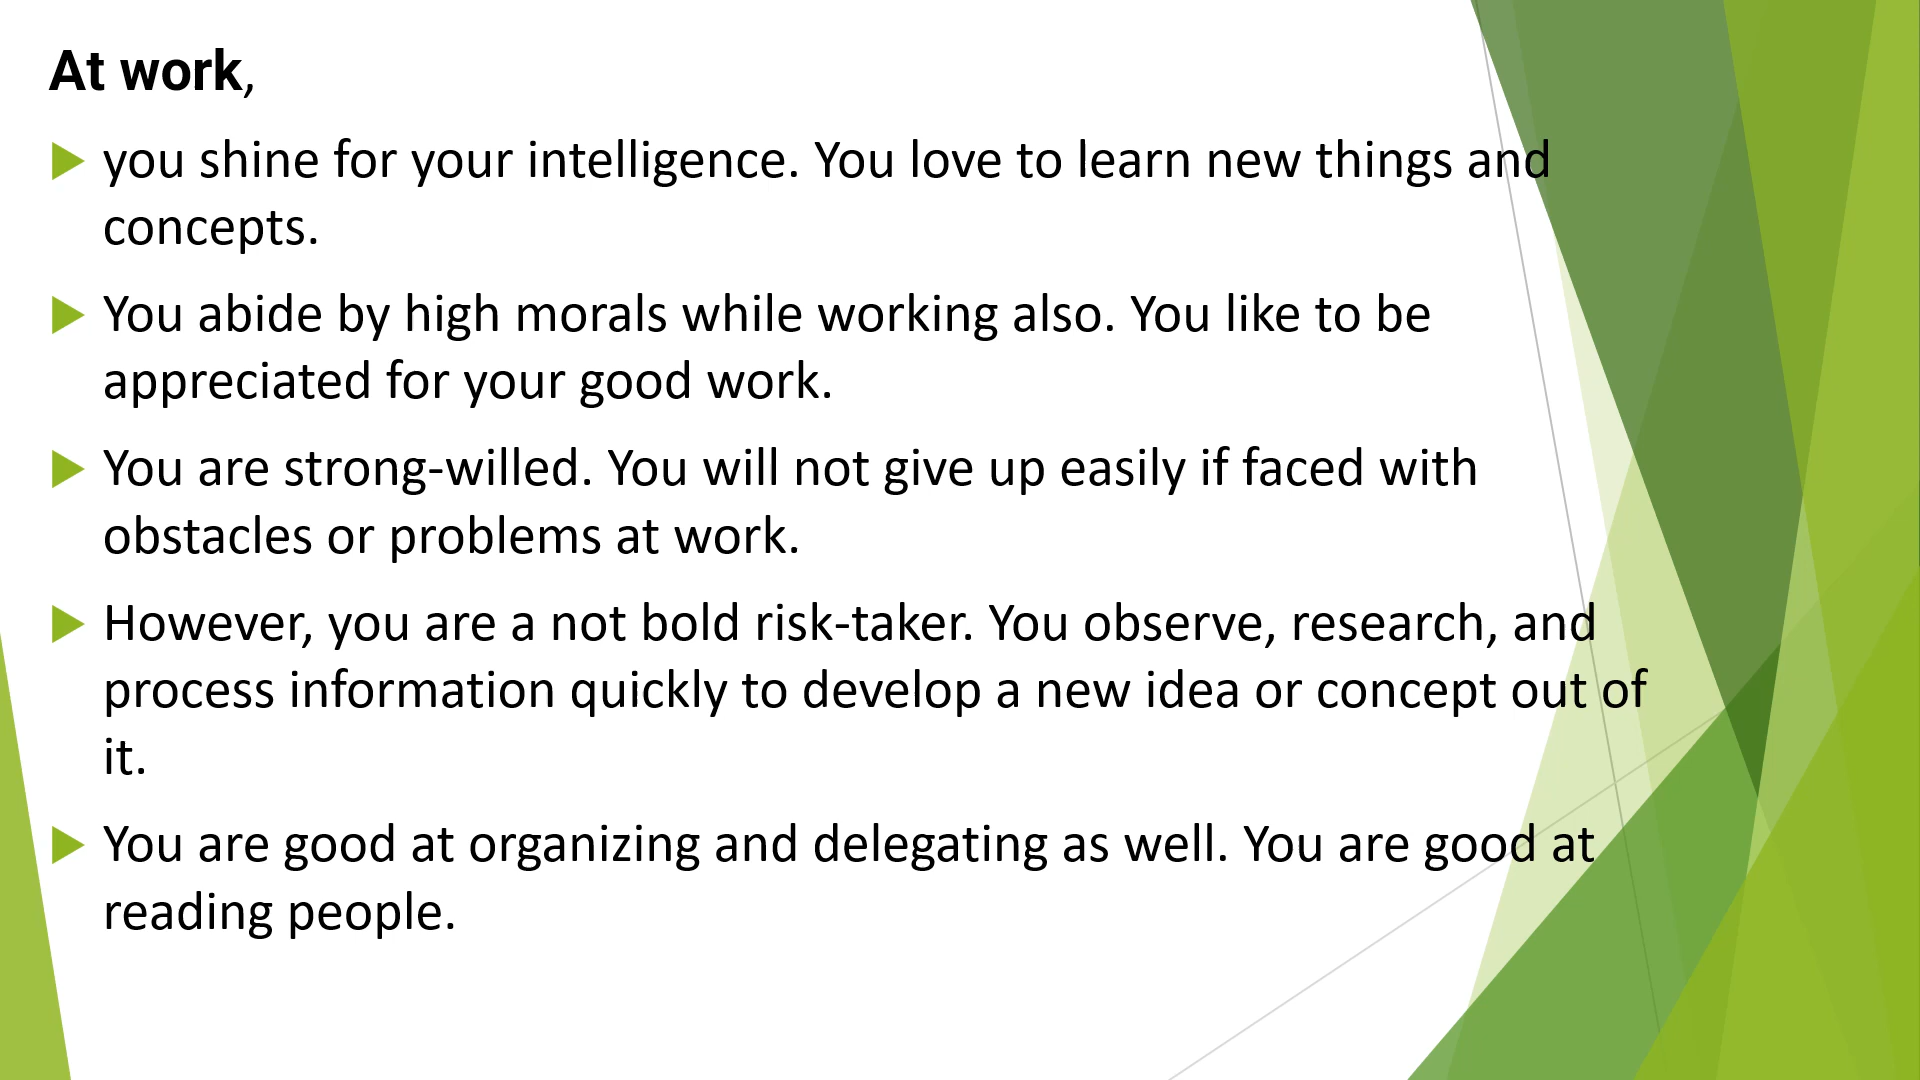 At work,
you shine for your intelligence. You love to learn new things and
concepts.
You abide by high morals while working also. You like to be
appreciated for your good work.
You are strong-willed. You will not give up easily if faced with
obstacles or problems at work.
However, you are a not bold risk-taker. You observe, research, and
process information quickly to develop a new idea or concept out of
it.
You are good at organizing and delegating as well. You are good at
reading people.